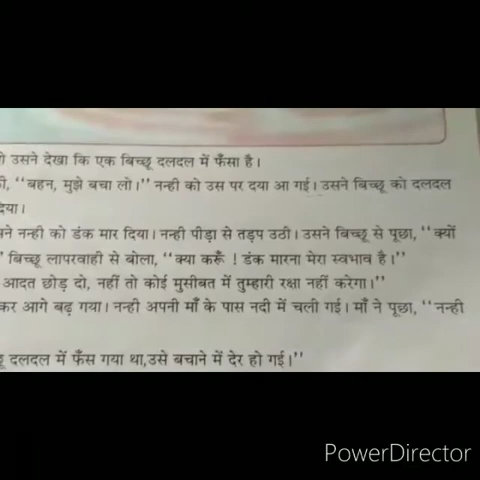 उसने देखा कि एक बिच्छू दलदल में फँसा है।
‘‘बहन, मुझे बचा लो।’’ नन्ही को उस पर दया आ गई। उसने बिच्छू को दलदल
दिया।
नन्ही को डंक मार दिया। नन्ही पीड़ा से तड़प उठी। उसने बिच्छू से पूछा, ‘‘क्यों
बिच्छू लापरवाही से बोला, ‘‘क्या करूँ ! डंक मारना मेरा स्वभाव है।’’
आदत छोड़ दो, नहीं तो कोई मुसीबत में तुम्हारी रक्षा नहीं करेगा।’’
कर आगे बढ़ गया। नन्ही अपनी माँ के पास नदी में चली गई। माँ ने पूछा, ‘‘नन्ही
दलदल में फँस गया था,उसे बचाने में देर हो गई।’’
PowerDirector